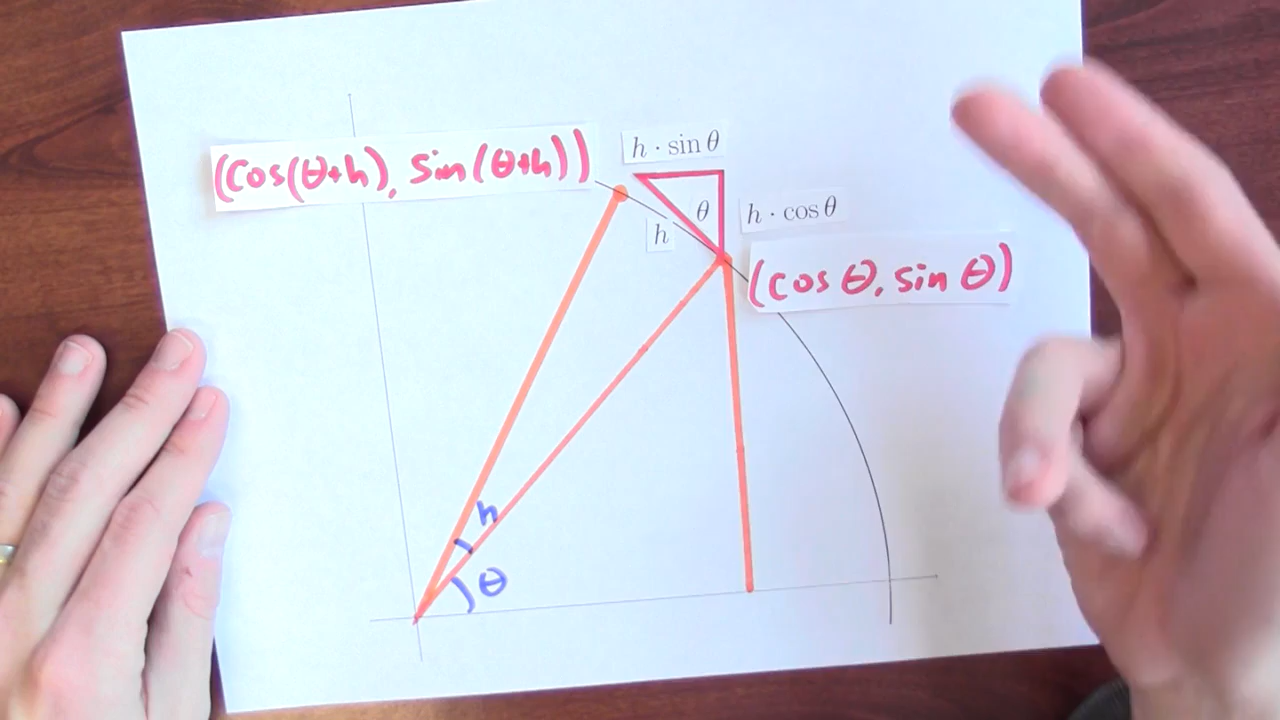 h · sin θ
(cos(θ+h), sin(θ+h))
θ
h · cos θ
h
(cos θ, sin θ)
h
θ